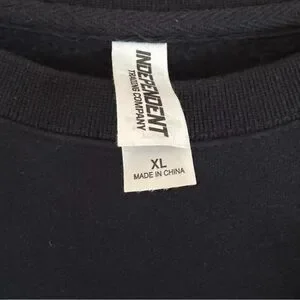 INDEPENDENT
TRADING COMPANY
XL
MADE IN CHINA